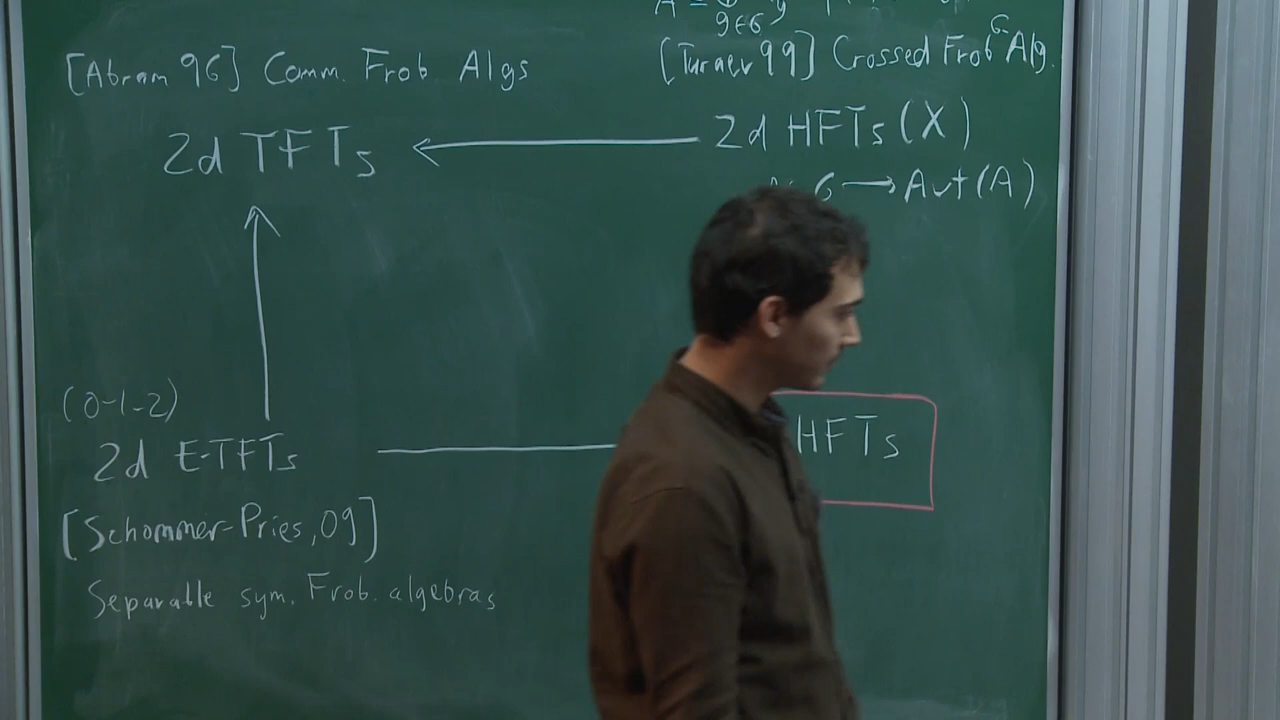 [Abram 96] Comm. Frob Algs
g∈G
[Turaev 99] Crossed Frob G-Alg.
2d TFTs
2d HFTs (X)
G → Aut(A)
(0-1-2)
2d E-TFTs
HFTs
[Schommer-Pries, 09]
Separable sym. Frob. algebras